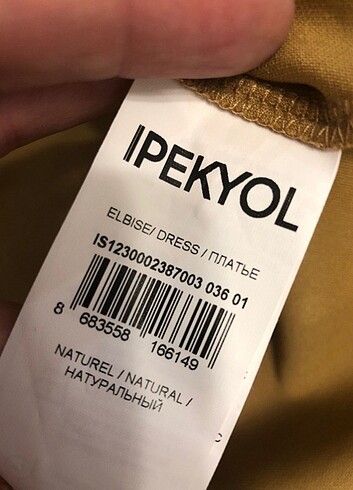 IPEKYOL
ELBISE/ DRESS / ПЛАТЬЕ
IS1230002387003 036 01
8 683558 166149
NATUREL / NATURAL /
НАТУРАЛЬНЫЙ